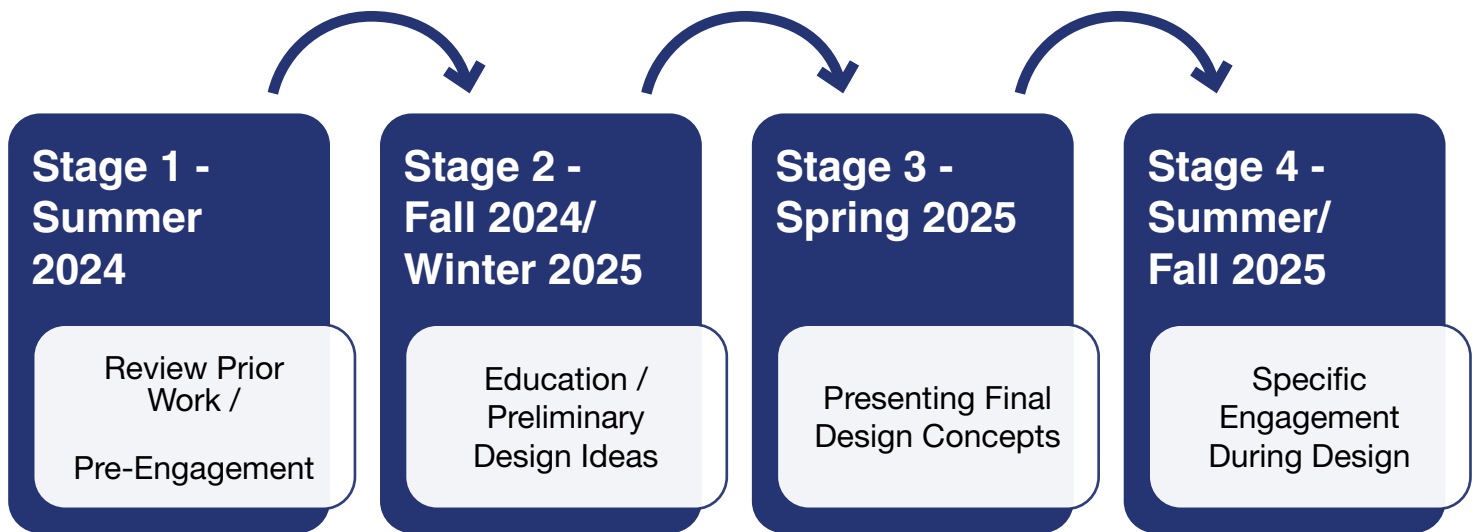 Stage 1 -
Summer
2024
Review Prior
Work /
Pre-Engagement
Stage 2 -
Fall 2024/
Winter 2025
Education /
Preliminary
Design Ideas
Stage 3 -
Spring 2025
Presenting Final
Design Concepts
Stage 4 -
Summer/
Fall 2025
Specific
Engagement
During Design